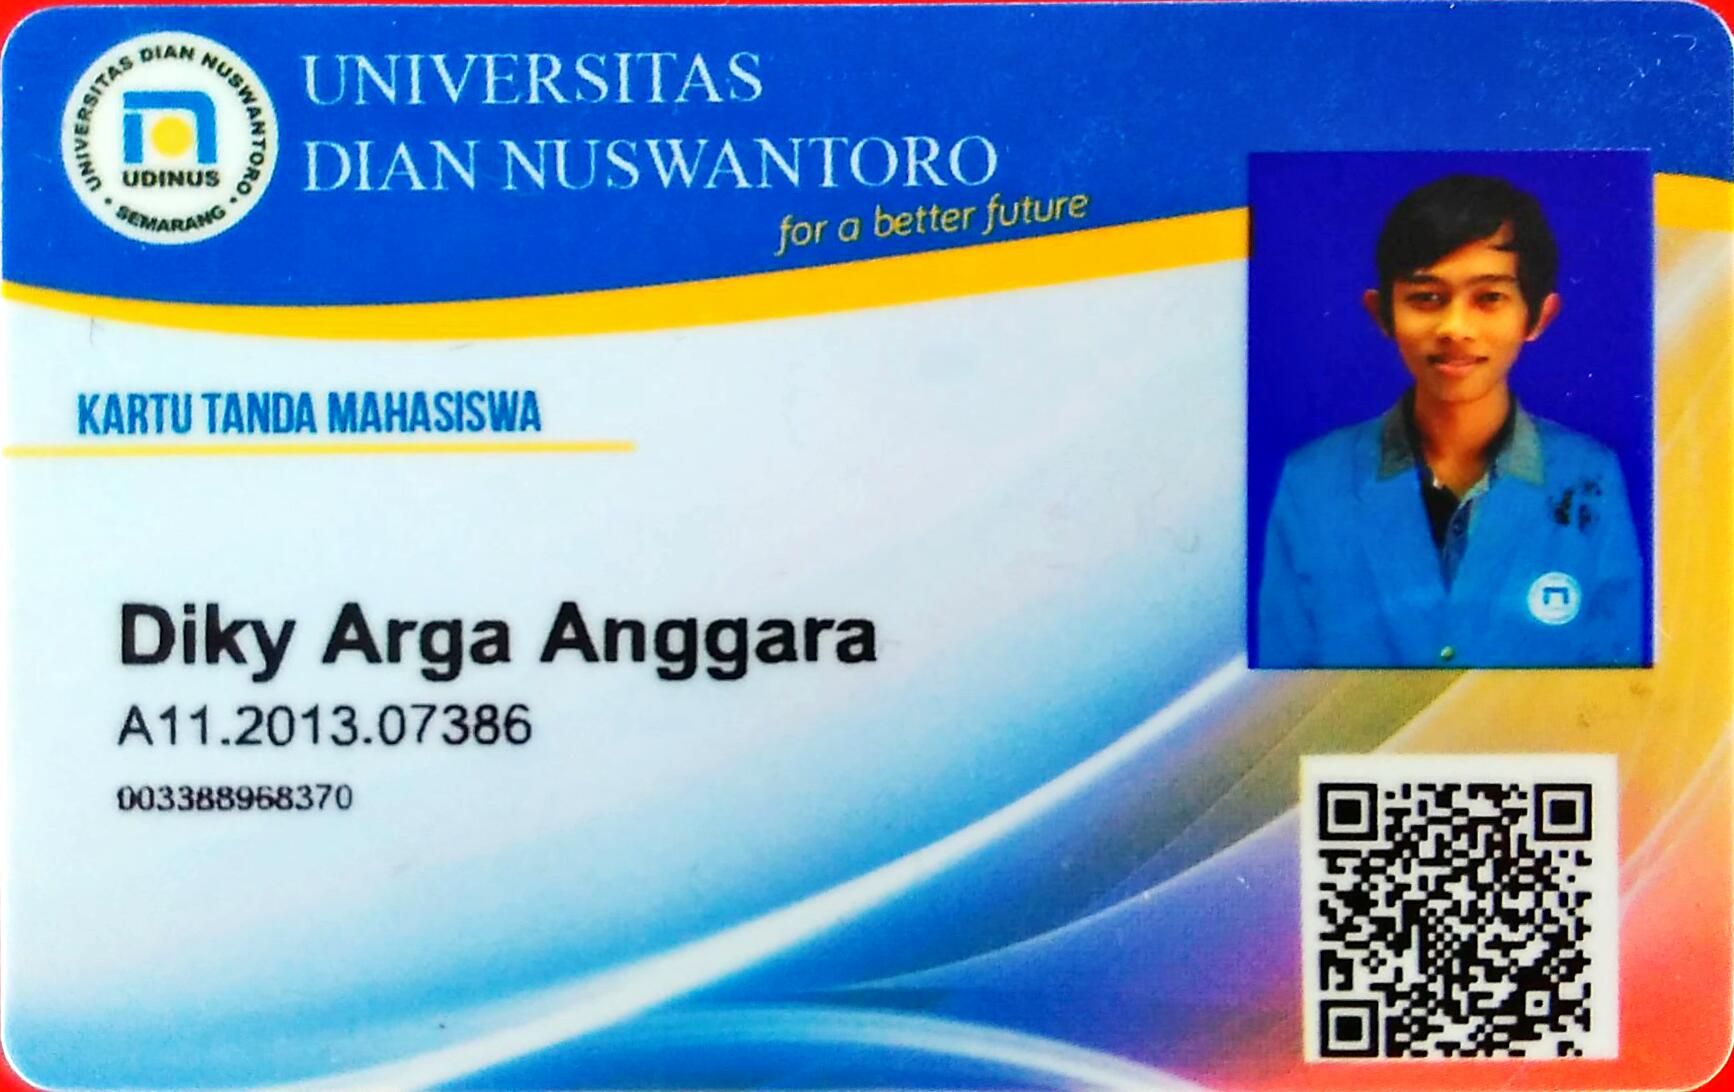 UNIVERSITAS DIAN NUSWANTORO
UDINUS
SEMARANG
UNIVERSITAS
DIAN NUSWANTORO
for a better future
KARTU TANDA MAHASISWA
Diky Arga Anggara
A11.2013.07386
003388968370